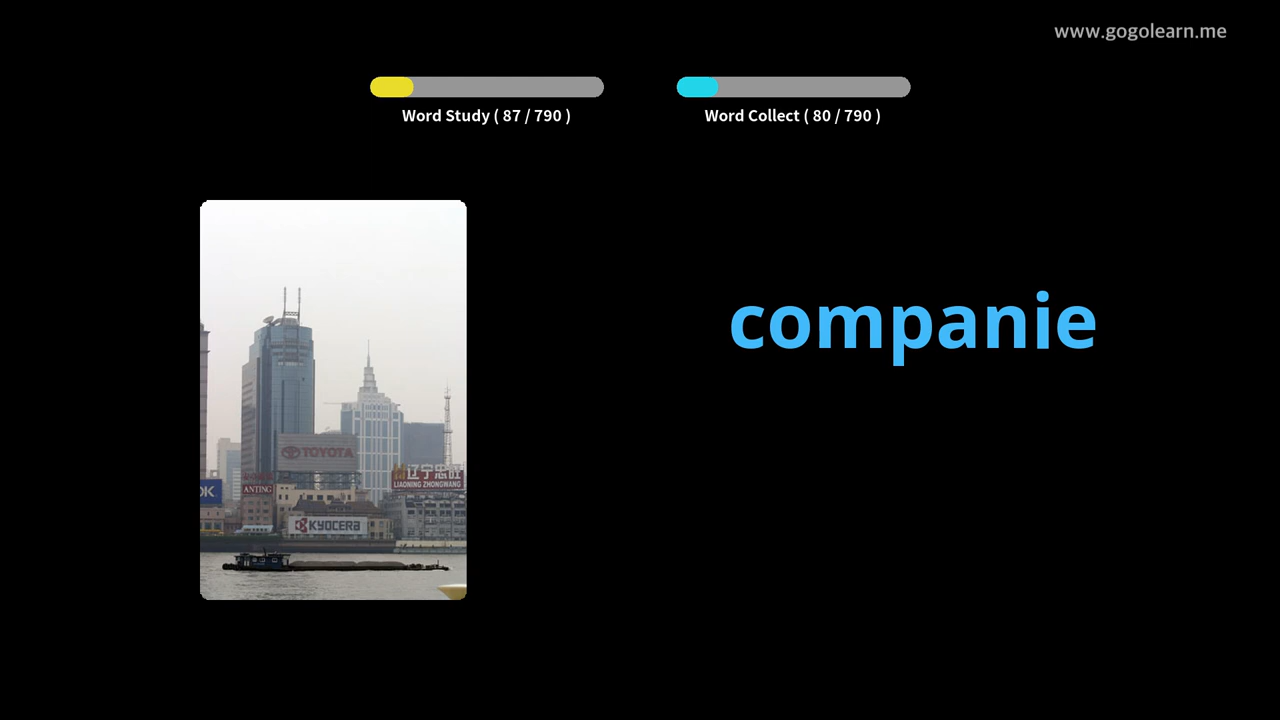 www.gogolearn.me
Word Study ( 87 / 790 )
Word Collect ( 80 / 790 )
companie
TOYOTA
辽宁忠旺
LIAONING ZHONGWANG
ANTING
KYOCERA